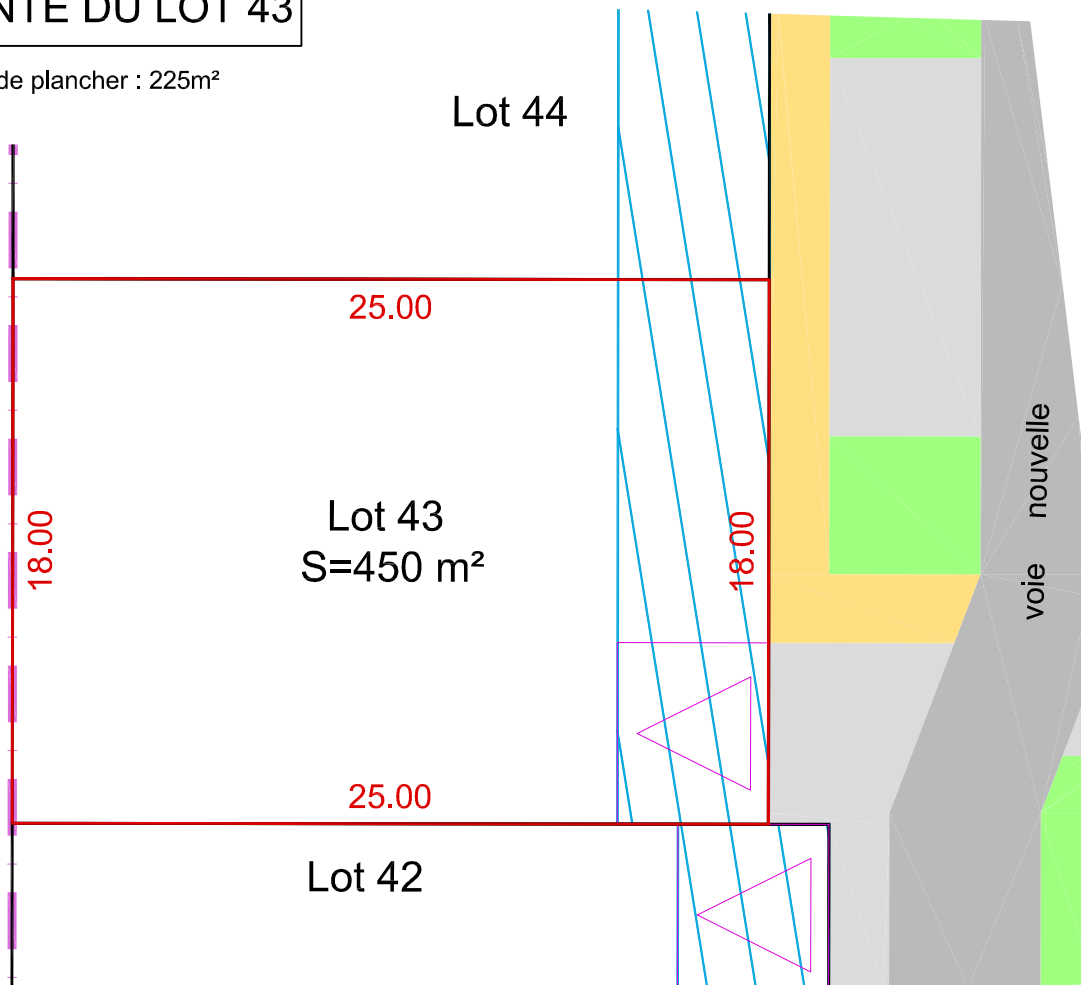 DU LOT 43
de plancher : 225m²
Lot 44
25.00
18.00
Lot 43
S=450 m²
18.00
voie nouvelle
25.00
Lot 42